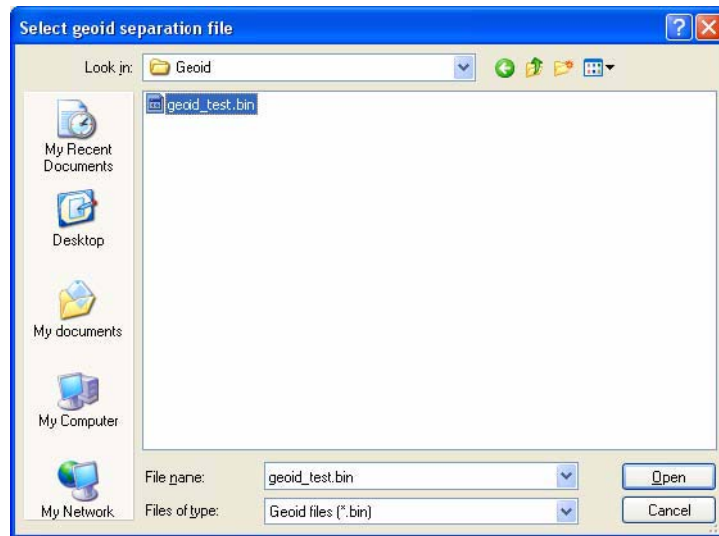 Select geoid separation file
Look in: Geoid
geoid_test.bin
My Recent
Documents
Desktop
My documents
My Computer
My Network
File name: geoid_test.bin Open
Files of type: Geoid files (*.bin) Cancel